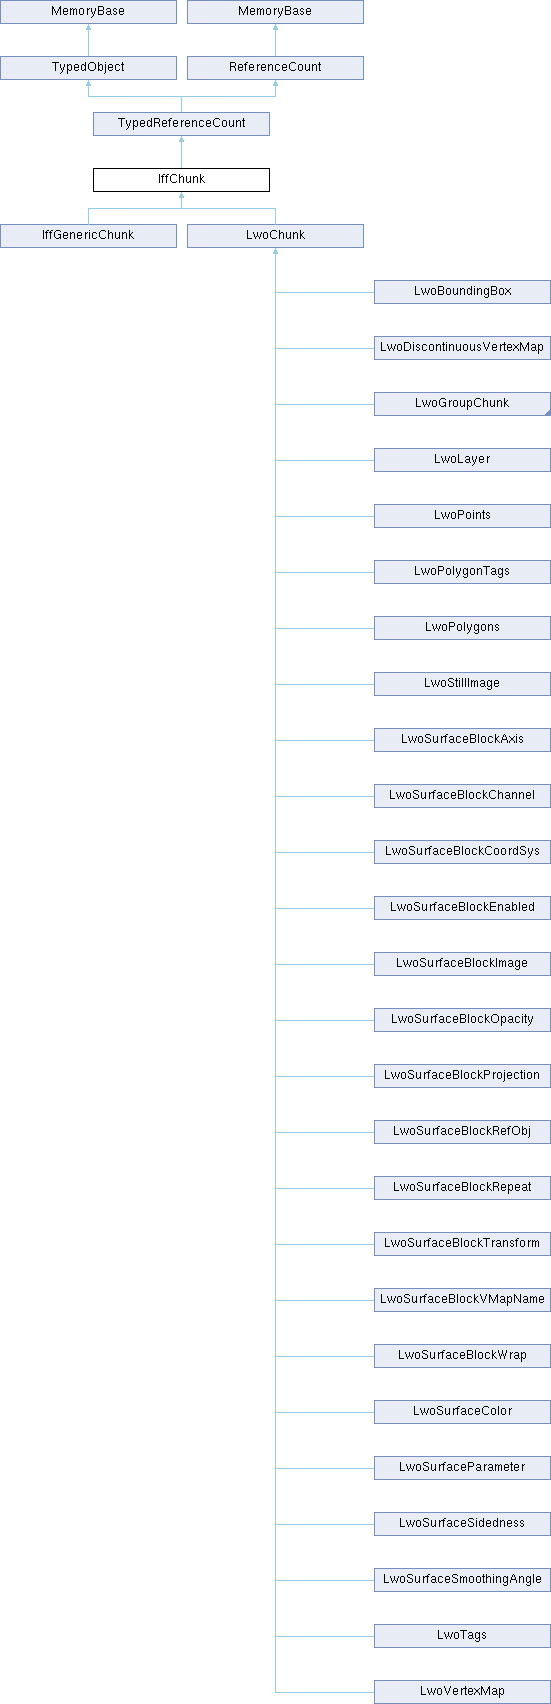 MemoryBase MemoryBase
TypedObject ReferenceCount
TypedReferenceCount
IffChunk
IffGenericChunk LwoChunk
LwoBoundingBox
LwoDiscontinuousVertexMap
LwoGroupChunk
LwoLayer
LwoPoints
LwoPolygonTags
LwoPolygons
LwoStillImage
LwoSurfaceBlockAxis
LwoSurfaceBlockChannel
LwoSurfaceBlockCoordSys
LwoSurfaceBlockEnabled
LwoSurfaceBlockImage
LwoSurfaceBlockOpacity
LwoSurfaceBlockProjection
LwoSurfaceBlockRefObj
LwoSurfaceBlockRepeat
LwoSurfaceBlockTransform
LwoSurfaceBlockVMapName
LwoSurfaceBlockWrap
LwoSurfaceColor
LwoSurfaceParameter
LwoSurfaceSidedness
LwoSurfaceSmoothingAngle
LwoTags
LwoVertexMap